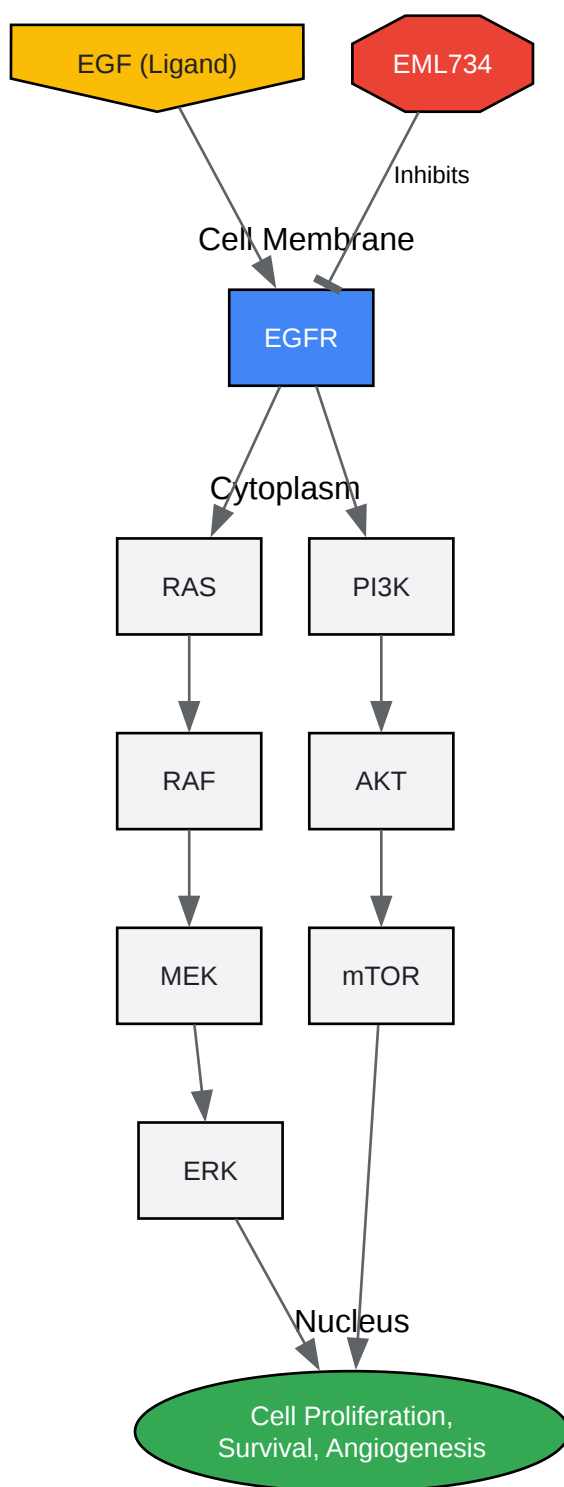 EGF (Ligand)
EML734
Inhibits
Cell Membrane
EGFR
Cytoplasm
RAS
PI3K
RAF
AKT
MEK
mTOR
ERK
Nucleus
Cell Proliferation,
Survival, Angiogenesis